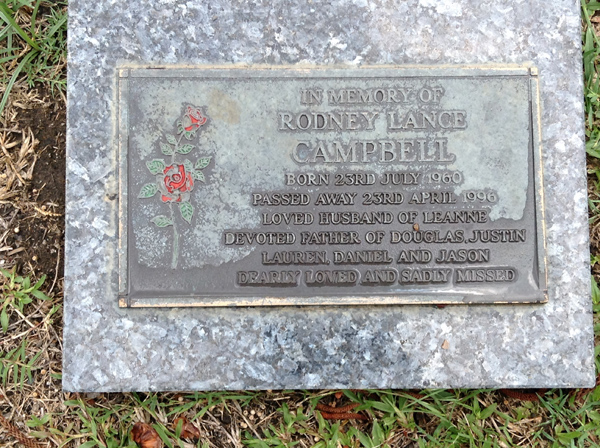 IN MEMORY OF
RODNEY LANCE
CAMPBELL
BORN 23RD JULY 1960
PASSED AWAY 23RD APRIL 1996
LOVED HUSBAND OF LEANNE
DEVOTED FATHER OF DOUGLAS, JUSTIN
LAUREN, DANIEL AND JASON
DEARLY LOVED AND SADLY MISSED